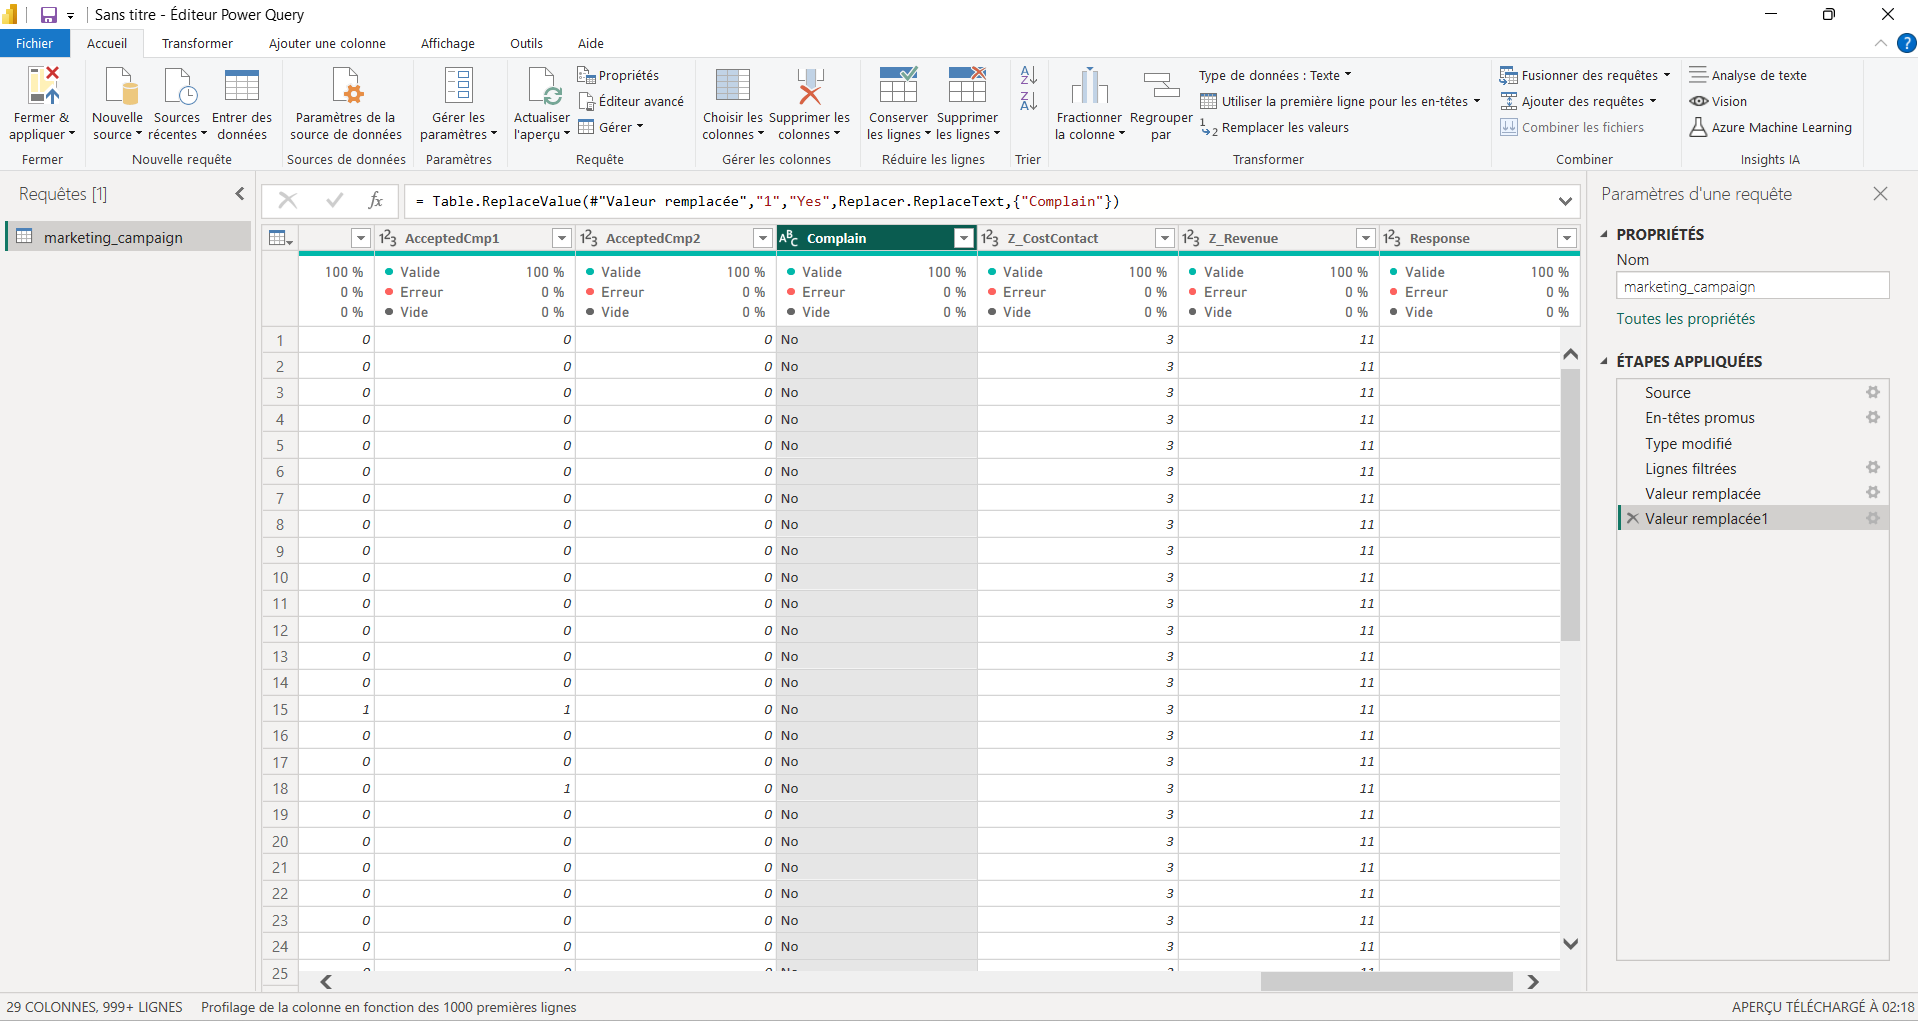 Sans titre - Éditeur Power Query
Fichier Accueil Transformer Ajouter une colonne Affichage Outils Aide
Fermer & appliquer
Nouvelle source
Sources récentes
Entrer des données
Paramètres de la source de données
Gérer les paramètres
Actualiser l'aperçu
Propriétés
Éditeur avancé
Gérer
Choisir les colonnes
Supprimer les colonnes
Conserver les lignes
Supprimer les lignes
Fractionner la colonne
Regrouper par
Type de données : Texte
Utiliser la première ligne pour les en-têtes
Remplacer les valeurs
Fusionner des requêtes
Ajouter des requêtes
Combiner les fichiers
Analyse de texte
Vision
Azure Machine Learning
Fermer Nouvelle requête Sources de données Paramètres Requête Gérer les colonnes Réduire les lignes Trier Transformer Combiner Insights IA
Requêtes [1]
marketing_campaign
= Table.ReplaceValue(#"Valeur remplacée","1","Yes",Replacer.ReplaceText,{"Complain"})
AcceptedCmp1 AcceptedCmp2 Complain Z_CostContact Z_Revenue Response
100 % Valide 100 % Valide 100 % Valide 100 % Valide 100 % Valide 100 % Valide 100 %
0 % Erreur 0 % Erreur 0 % Erreur 0 % Erreur 0 % Erreur 0 % Erreur 0 %
0 % Vide 0 % Vide 0 % Vide 0 % Vide 0 % Vide 0 % Vide 0 %
1 0 0 0 No 3 11
2 0 0 0 No 3 11
3 0 0 0 No 3 11
4 0 0 0 No 3 11
5 0 0 0 No 3 11
6 0 0 0 No 3 11
7 0 0 0 No 3 11
8 0 0 0 No 3 11
9 0 0 0 No 3 11
10 0 0 0 No 3 11
11 0 0 0 No 3 11
12 0 0 0 No 3 11
13 0 0 0 No 3 11
14 0 0 0 No 3 11
15 1 1 0 No 3 11
16 0 0 0 No 3 11
17 0 0 0 No 3 11
18 0 1 0 No 3 11
19 0 0 0 No 3 11
20 0 0 0 No 3 11
21 0 0 0 No 3 11
22 0 0 0 No 3 11
23 0 0 0 No 3 11
24 0 0 0 No 3 11
25
Paramètres d'une requête
PROPRIÉTÉS
Nom
marketing_campaign
Toutes les propriétés
ÉTAPES APPLIQUÉES
Source
En-têtes promus
Type modifié
Lignes filtrées
Valeur remplacée
Valeur remplacée1
29 COLONNES, 999+ LIGNES Profilage de la colonne en fonction des 1000 premières lignes APERÇU TÉLÉCHARGÉ À 02:18